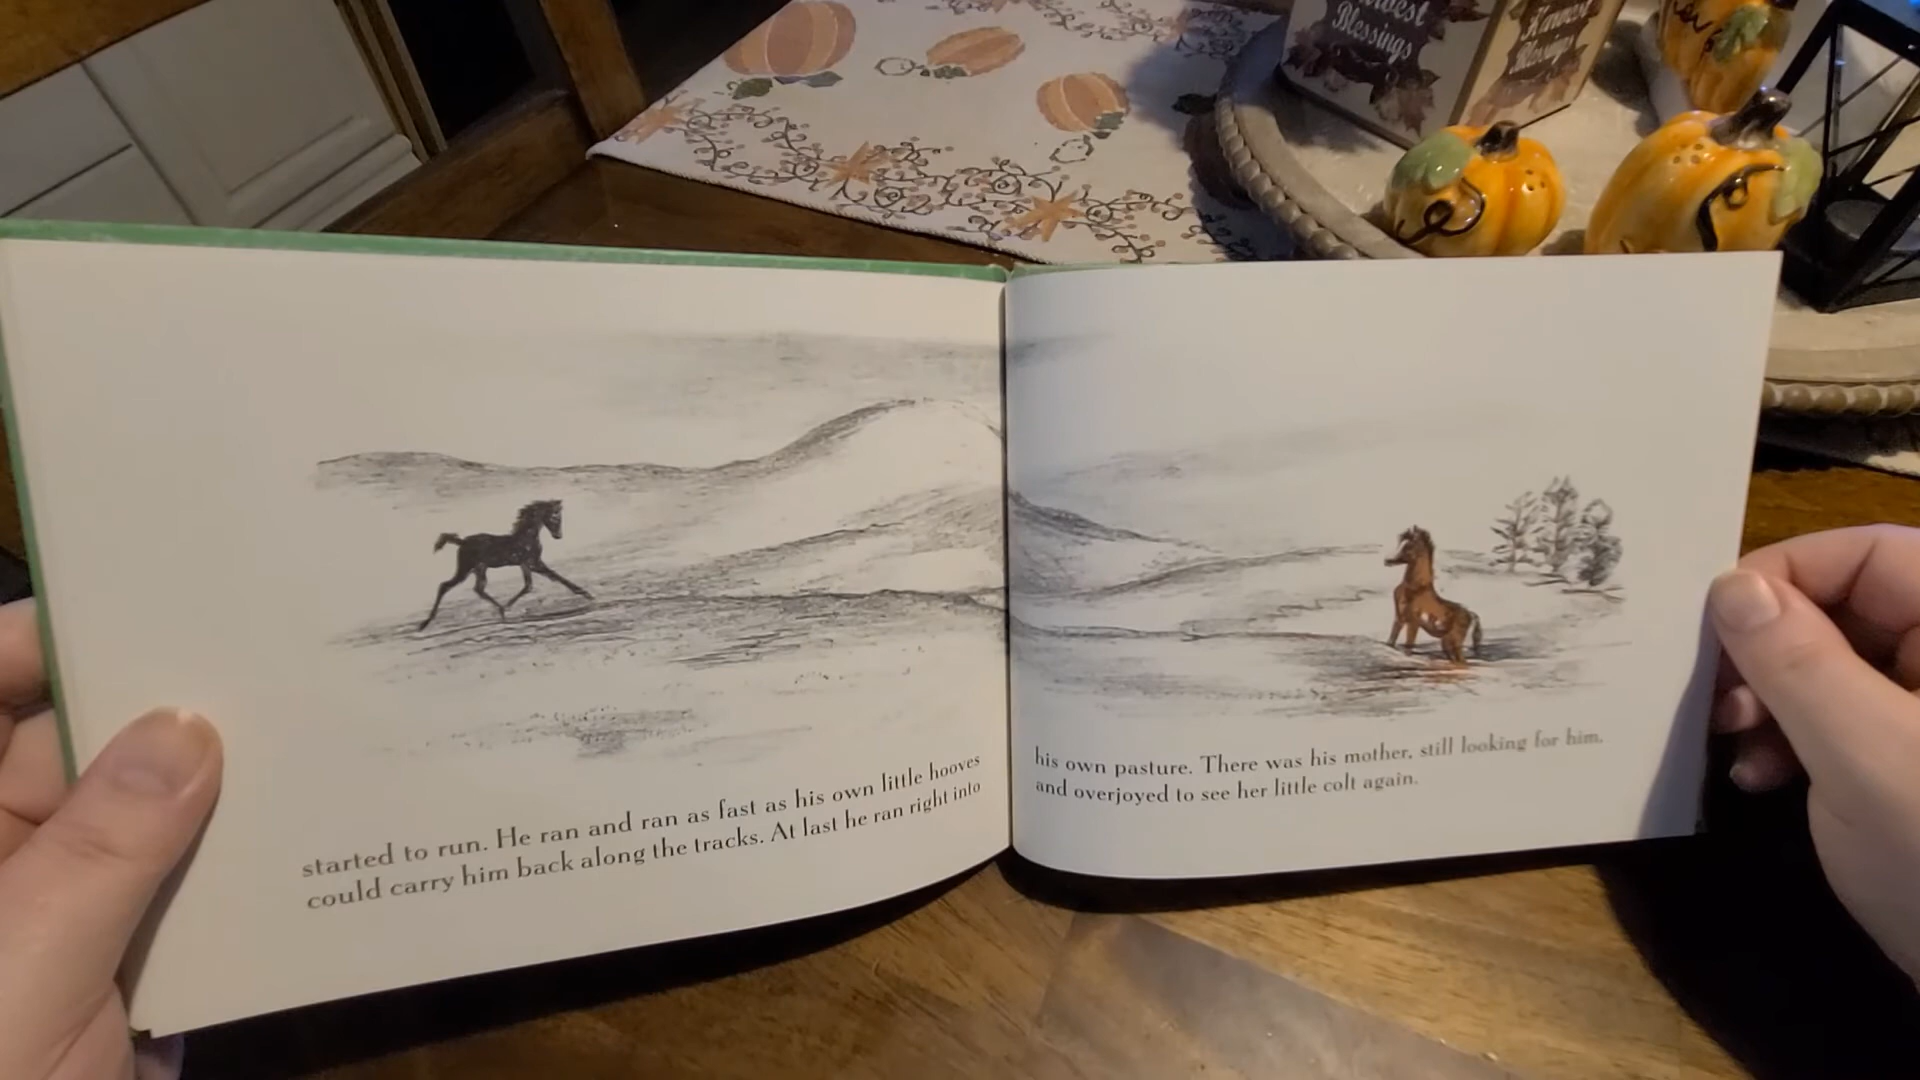 Harvest
Blessings
Harvest
Blessings
started to run. He ran and ran as fast as his own little hooves
could carry him back along the tracks. At last he ran right into
his own pasture. There was his mother, still looking for him,
and overjoyed to see her little colt again.